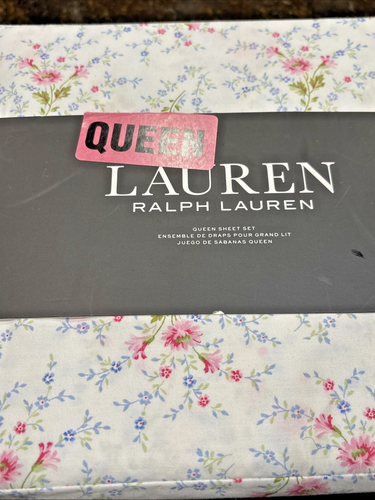 QUEEN
LAUREN
RALPH LAUREN
QUEEN SHEET SET
ENSEMBLE DE DRAPS POUR GRAND LIT
JUEGO DE SABANAS QUEEN